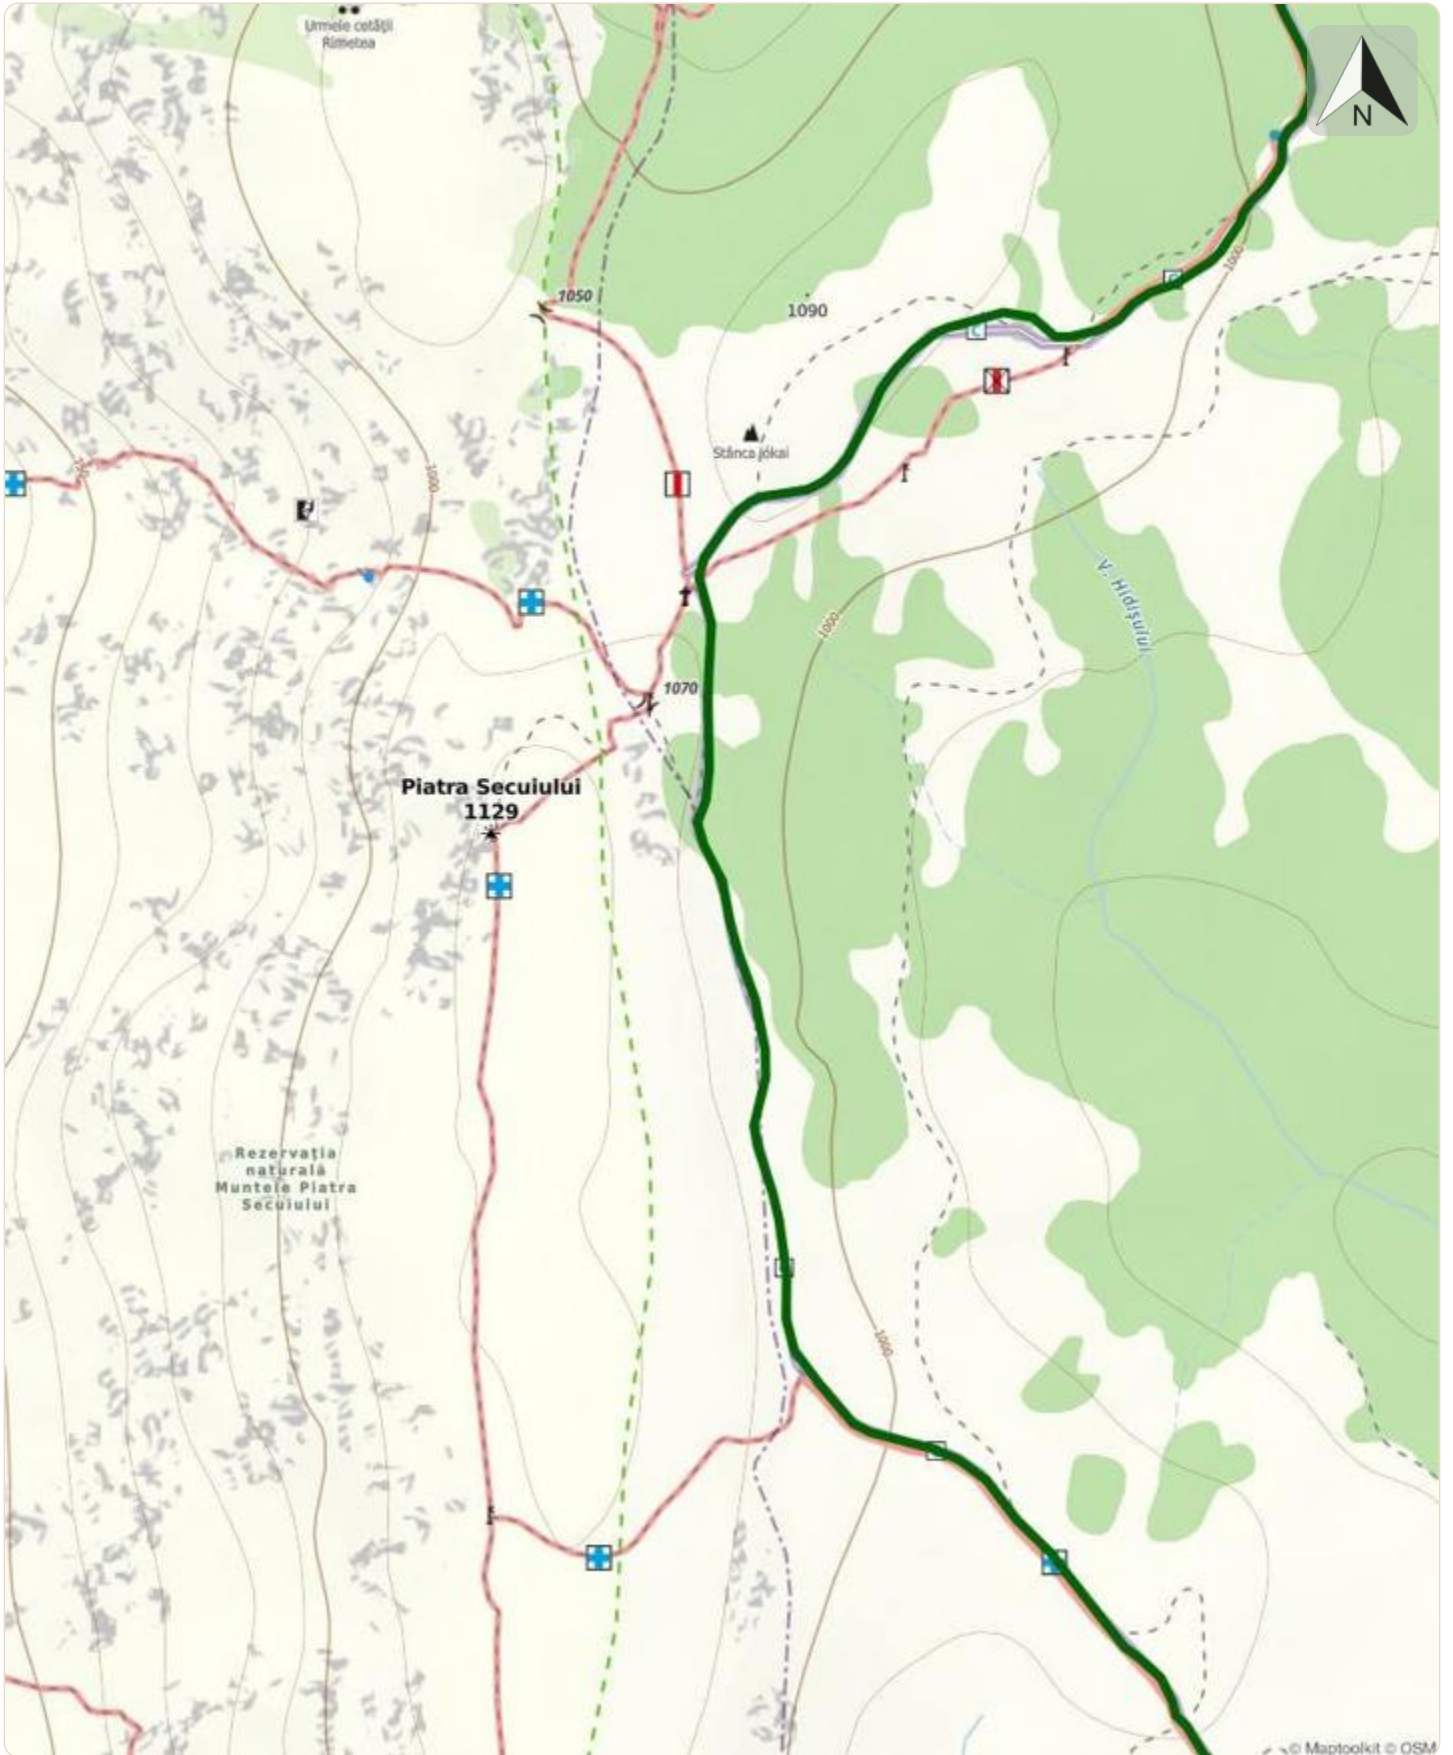 Urmele cetății
Rimetea
N
1050
1090
1000
Stânca Jókai
1000
V. Hidișului
1000
1070
Piatra Secuiului
1129
Rezervația
naturală
Muntele Piatra
Secuiului
1000
© Maptoolkit © OSM